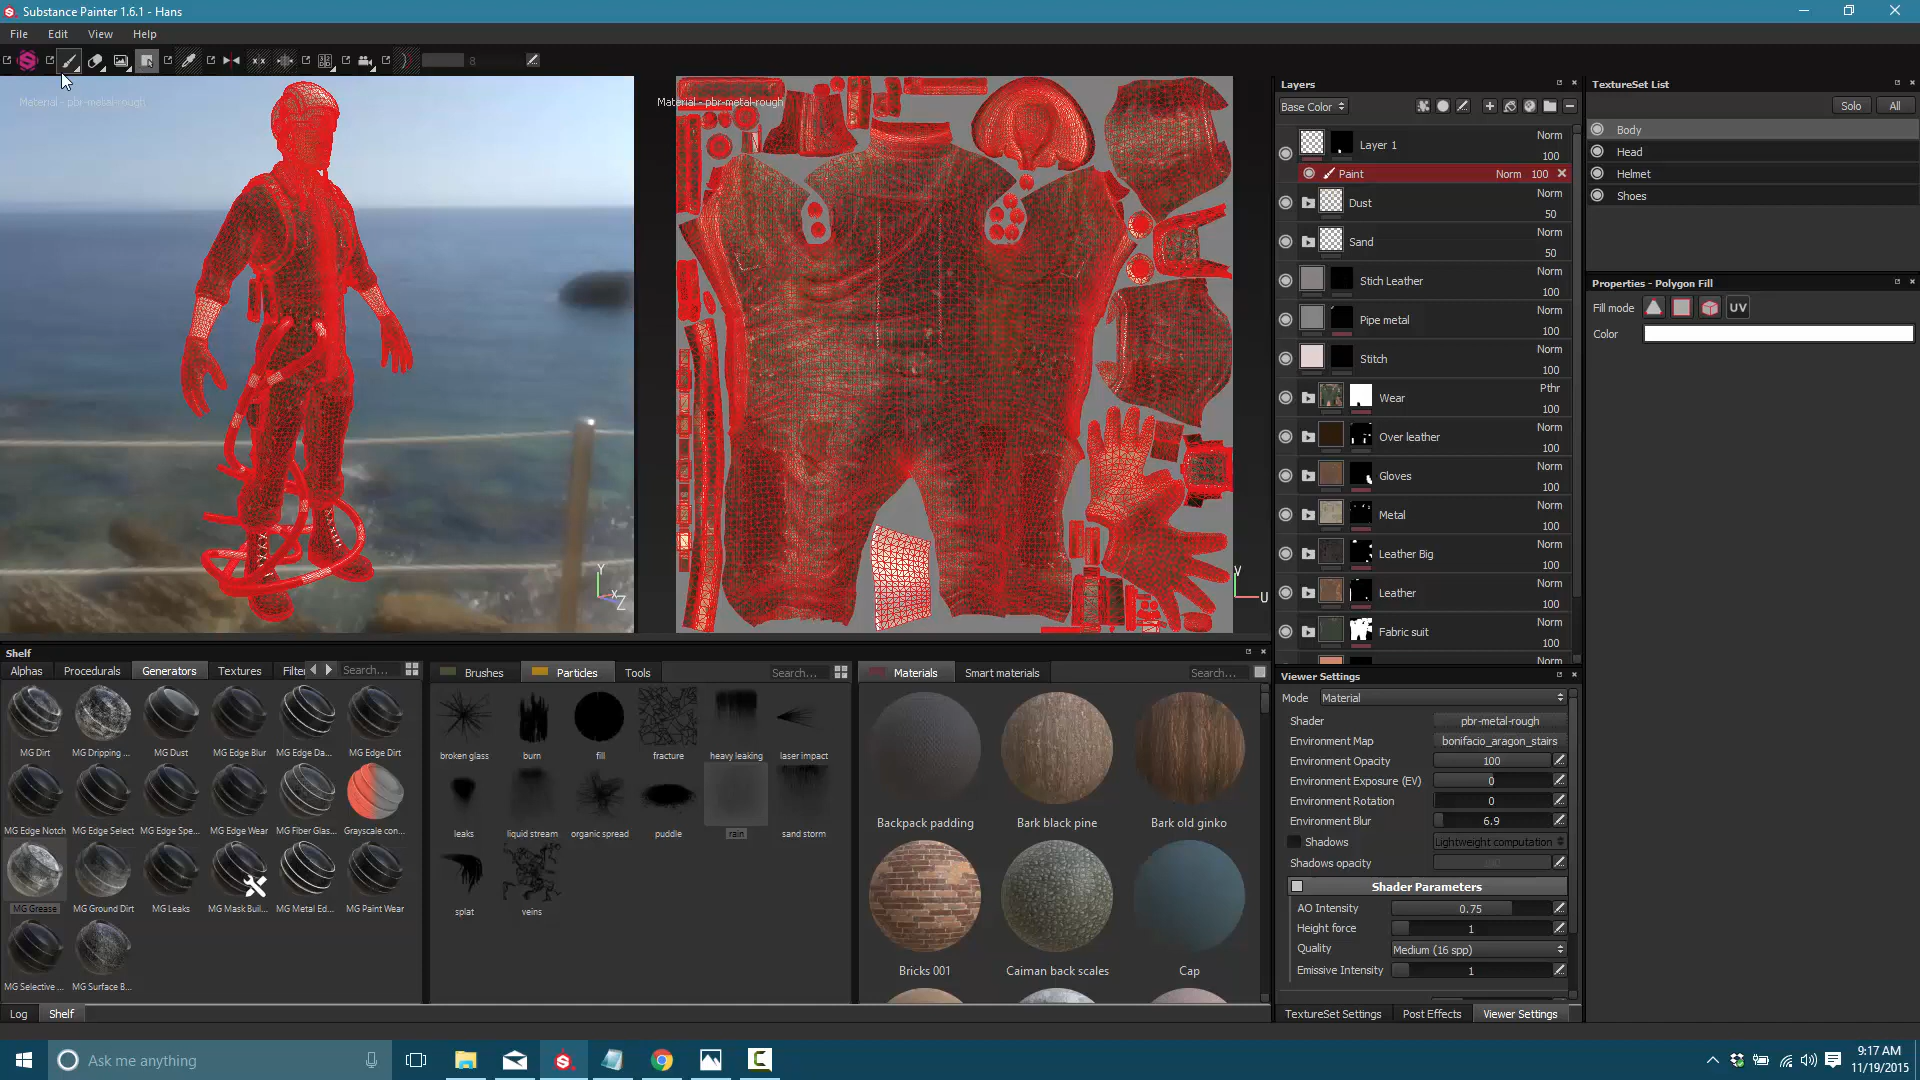 Substance Painter 1.6.1 - Hans
File Edit View Help
8
Material - pbr-metal-rough
Material - pbr-metal-rough
Y
X
Z
V
U
Layers
Base Color
Layer 1 Norm 100
Paint Norm 100
Dust Norm 50
Sand Norm 50
Stich Leather Norm 100
Pipe metal Norm 100
Stitch Norm 100
Wear Pthr 100
Over leather Norm 100
Gloves Norm 100
Metal Norm 100
Leather Big Norm 100
Leather Norm 100
Fabric suit Norm 100
Norm
TextureSet List
Solo All
Body
Head
Helmet
Shoes
Properties - Polygon Fill
Fill mode UV
Color
Shelf
Alphas Procedurals Generators Textures Filter Search...
MG Dirt MG Dripping ... MG Dust MG Edge Blur MG Edge Da... MG Edge Dirt
MG Edge Notch MG Edge Select MG Edge Spe... MG Edge Wear MG Fiber Glas... Grayscale con...
MG Grease MG Ground Dirt MG Leaks MG Mask Buil... MG Metal Ed... MG Paint Wear
MG Selective ... MG Surface B...
Brushes Particles Tools Search...
broken glass burn fill fracture heavy leaking laser impact
leaks liquid stream organic spread puddle rain sand storm
splat veins
Materials Smart materials Search...
Backpack padding Bark black pine Bark old ginko
Bricks 001 Caiman back scales Cap
Viewer Settings
Mode Material
Shader pbr-metal-rough
Environment Map bonifacio_aragon_stairs
Environment Opacity 100
Environment Exposure (EV) 0
Environment Rotation 0
Environment Blur 6.9
Shadows Lightweight computation
Shadows opacity
Shader Parameters
AO Intensity 0.75
Height force 1
Quality Medium (16 spp)
Emissive Intensity 1
TextureSet Settings Post Effects Viewer Settings
Log Shelf
Ask me anything
9:17 AM
11/19/2015